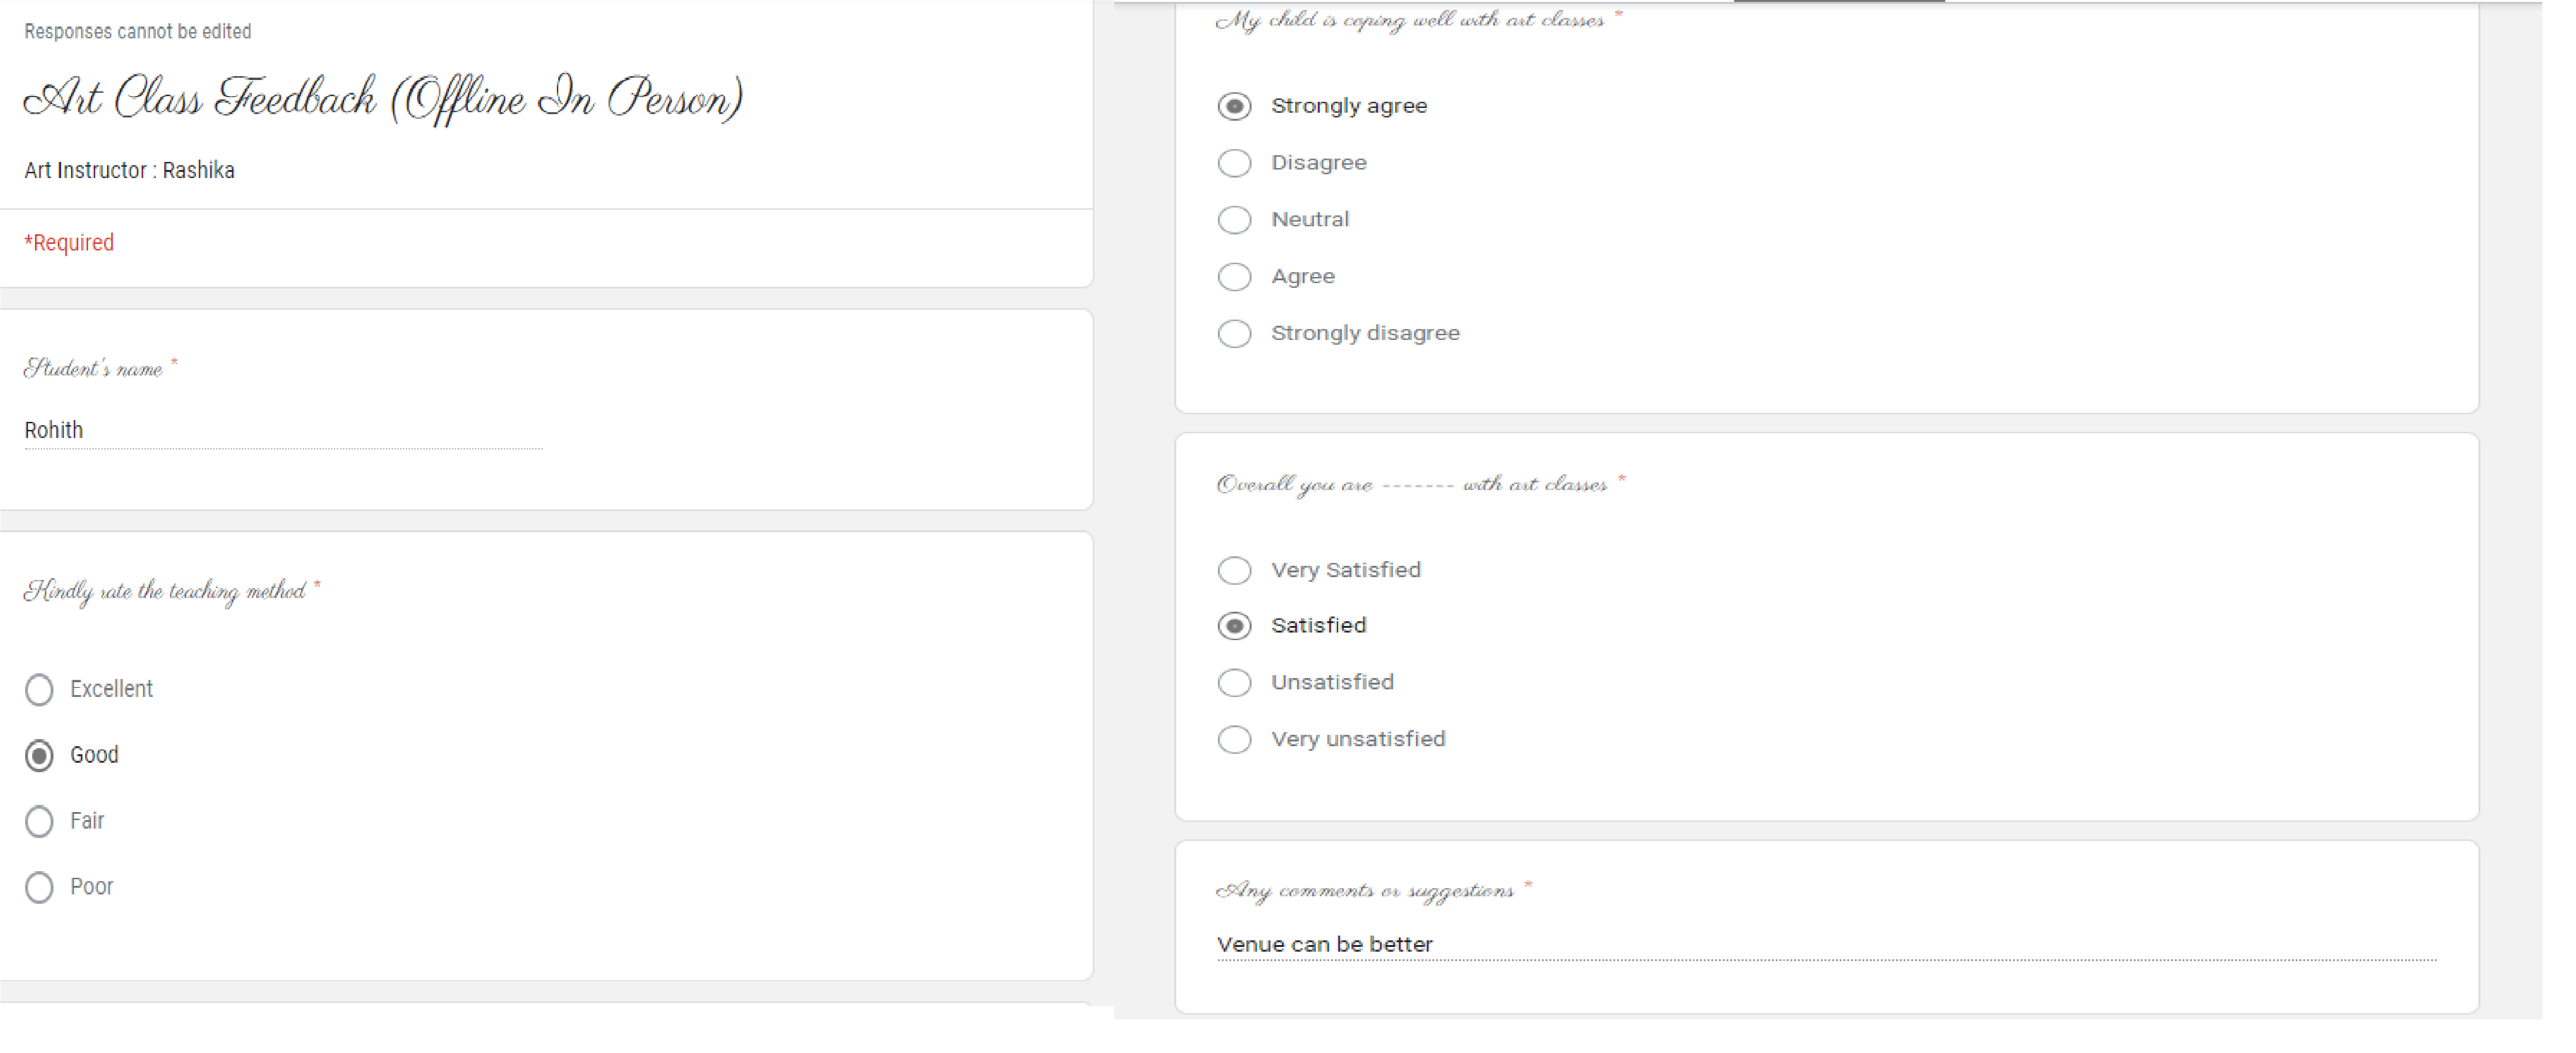 Responses cannot be edited
Art Class Feedback (Offline In Person)
Art Instructor : Rashika
*Required
Student's name *
Rohith
Kindly rate the teaching method *
Excellent
Good
Fair
Poor
My child is coping well with art classes *
Strongly agree
Disagree
Neutral
Agree
Strongly disagree
Overall you are ------- with art classes *
Very Satisfied
Satisfied
Unsatisfied
Very unsatisfied
Any comments or suggestions *
Venue can be better